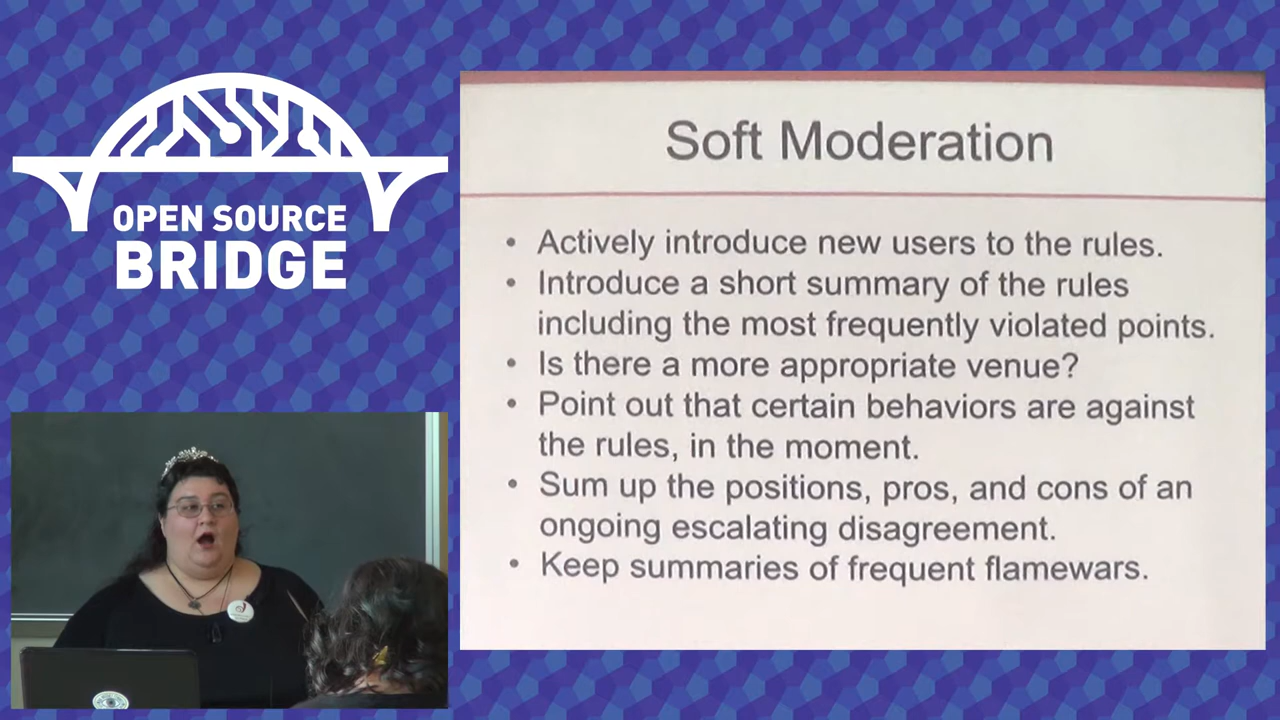 OPEN SOURCE
BRIDGE
Soft Moderation
• Actively introduce new users to the rules.
• Introduce a short summary of the rules
including the most frequently violated points.
• Is there a more appropriate venue?
• Point out that certain behaviors are against
the rules, in the moment.
• Sum up the positions, pros, and cons of an
ongoing escalating disagreement.
• Keep summaries of frequent flamewars.